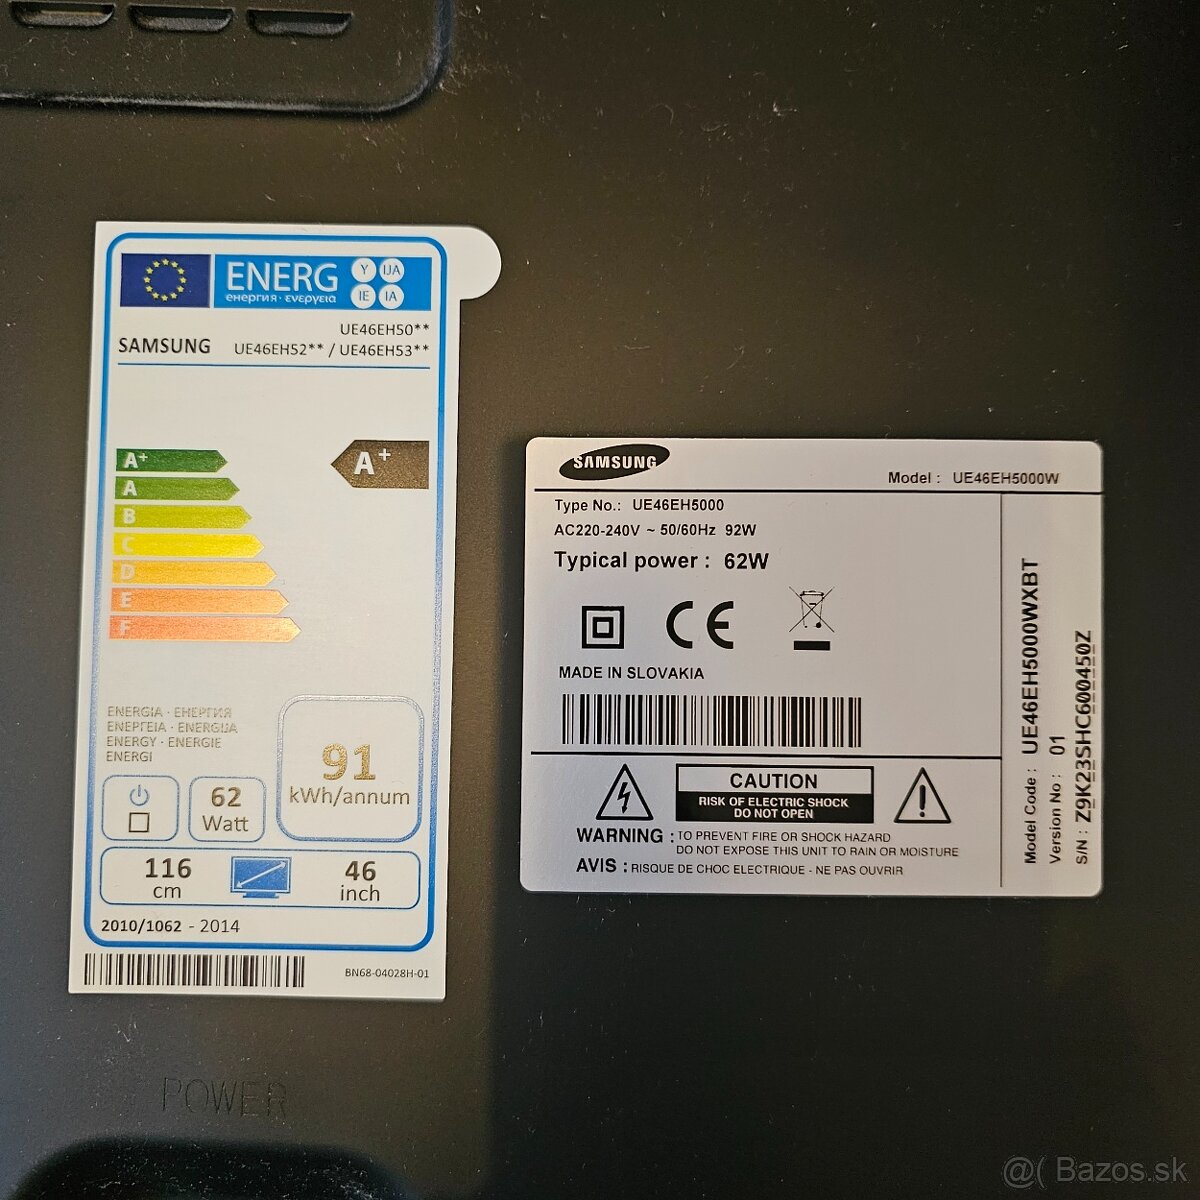 ENERG
енергия · ενεργεια
Y IJA
IE IA
SAMSUNG
UE46EH50**
UE46EH52** / UE46EH53**
A+
A
B
C
D
E
F
A+
ENERGIA · ЕНЕРГИЯ
ΕΝΕΡΓΕΙΑ · ENERGIJA
ENERGY · ENERGIE
ENERGI
91
kWh/annum
62
Watt
116
cm
46
inch
2010/1062 - 2014
BN68-04028H-01
POWER
SAMSUNG
Model : UE46EH5000W
Type No.: UE46EH5000
AC220-240V ~ 50/60Hz 92W
Typical power : 62W
CE
MADE IN SLOVAKIA
CAUTION
RISK OF ELECTRIC SHOCK
DO NOT OPEN
WARNING : TO PREVENT FIRE OR SHOCK HAZARD
DO NOT EXPOSE THIS UNIT TO RAIN OR MOISTURE
AVIS : RISQUE DE CHOC ELECTRIQUE - NE PAS OUVRIR
Model Code : UE46EH5000WXBT
Version No : 01
S/N : Z9K23SHC600450Z
@( Bazos.sk